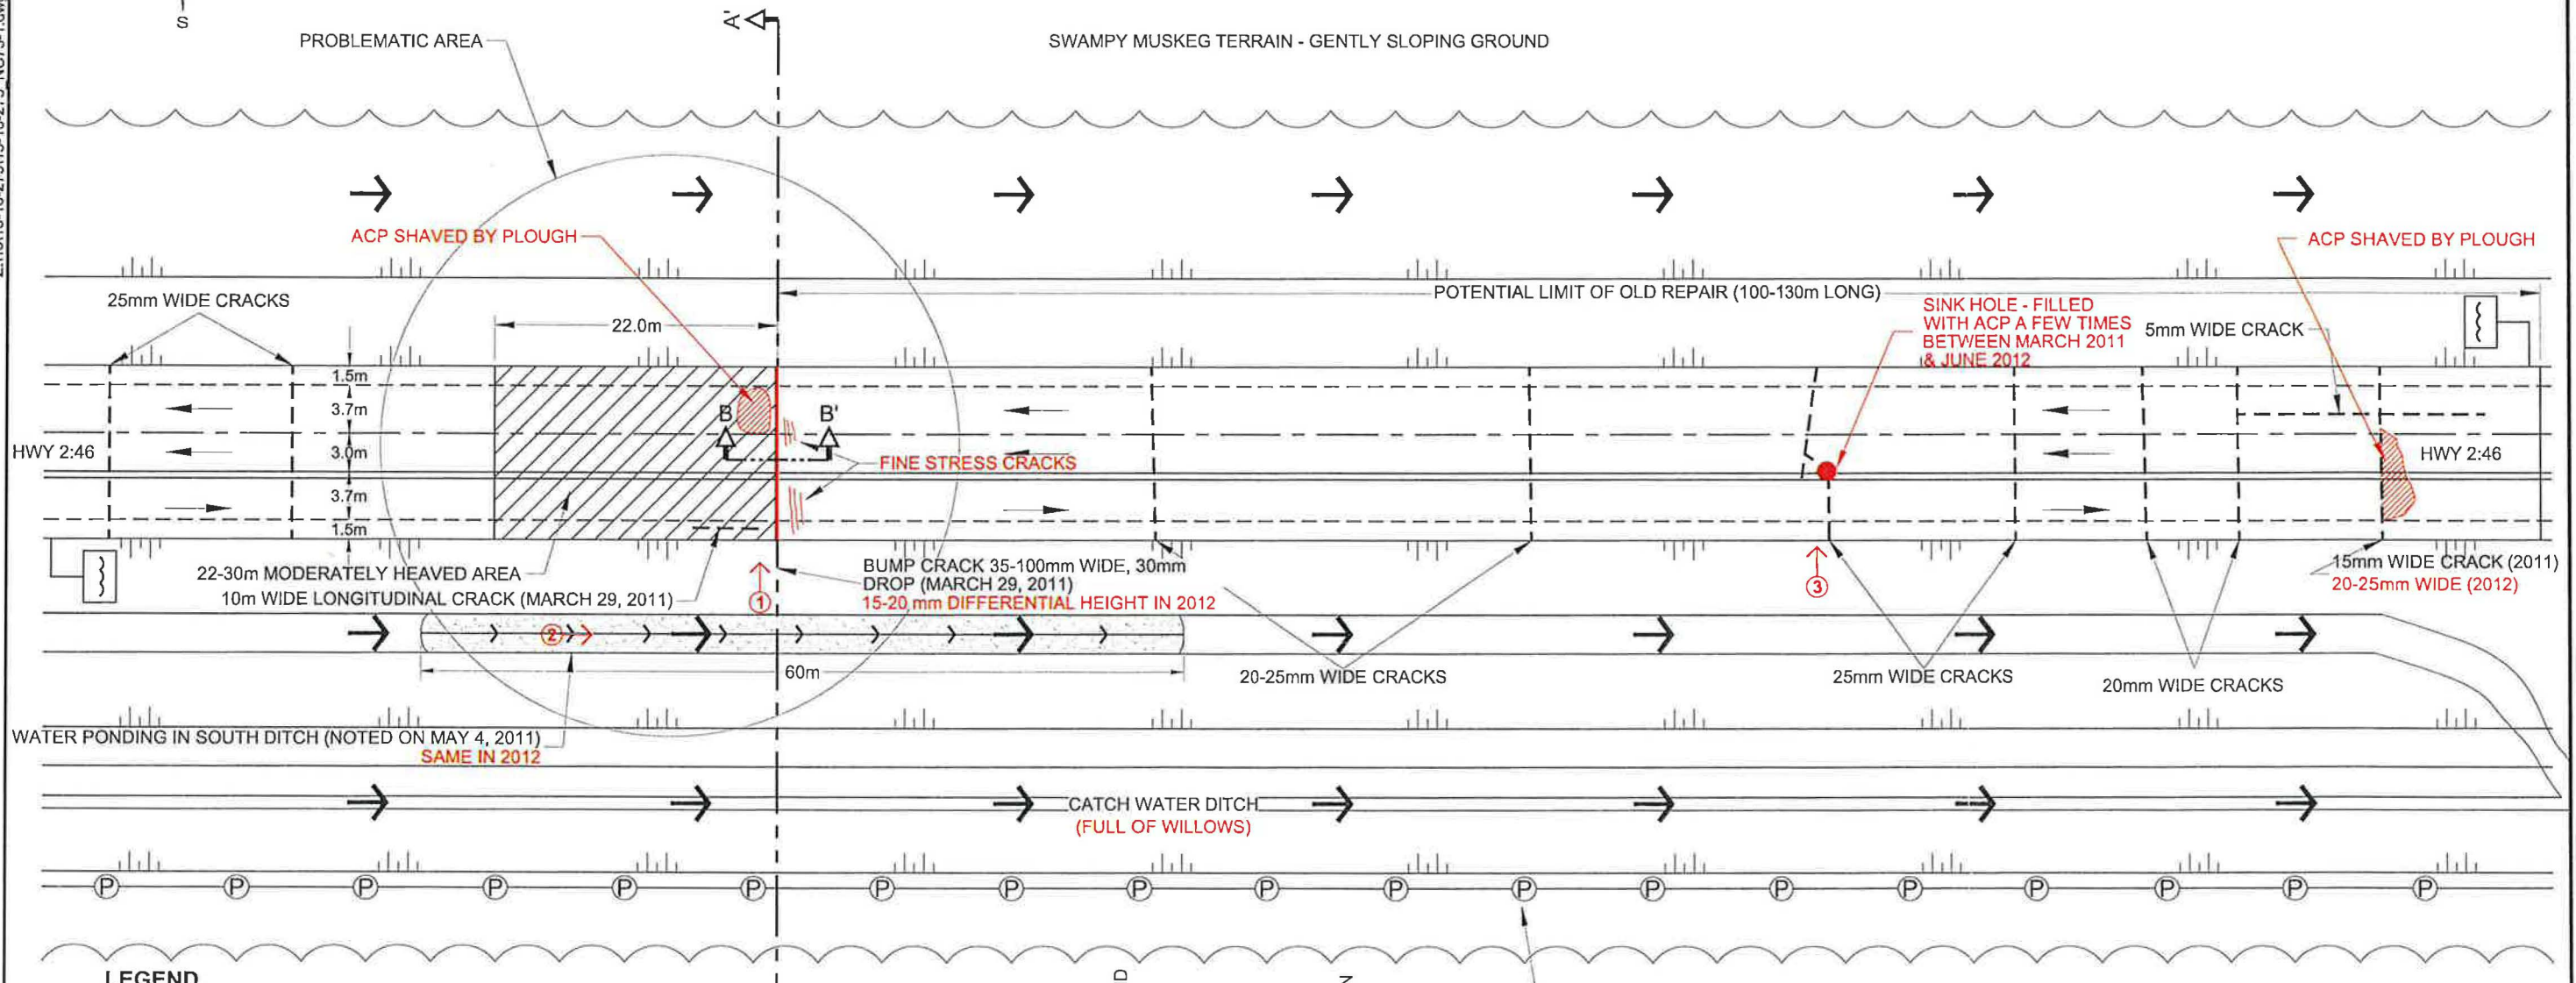 S
A'
PROBLEMATIC AREA
SWAMPY MUSKEG TERRAIN - GENTLY SLOPING GROUND
ACP SHAVED BY PLOUGH
ACP SHAVED BY PLOUGH
25mm WIDE CRACKS
22.0m
POTENTIAL LIMIT OF OLD REPAIR (100-130m LONG)
SINK HOLE - FILLED
WITH ACP A FEW TIMES
BETWEEN MARCH 2011
& JUNE 2012
5mm WIDE CRACK
1.5m
3.7m
3.0m
3.7m
1.5m
B
B'
HWY 2:46
HWY 2:46
FINE STRESS CRACKS
22-30m MODERATELY HEAVED AREA
10m WIDE LONGITUDINAL CRACK (MARCH 29, 2011)
1
BUMP CRACK 35-100mm WIDE, 30mm
DROP (MARCH 29, 2011)
15-20 mm DIFFERENTIAL HEIGHT IN 2012
3
15mm WIDE CRACK (2011)
20-25mm WIDE (2012)
2
60m
20-25mm WIDE CRACKS
25mm WIDE CRACKS
20mm WIDE CRACKS
WATER PONDING IN SOUTH DITCH (NOTED ON MAY 4, 2011)
SAME IN 2012
CATCH WATER DITCH
(FULL OF WILLOWS)
P P P P P P P P P P P P P P P P P P P
LEGEND
D
N